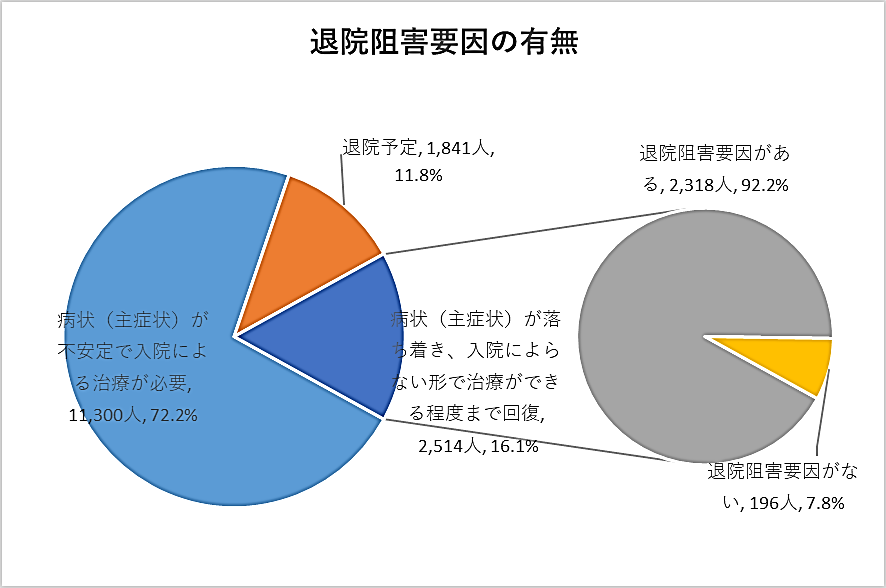 退院阻害要因の有無
退院予定, 1,841人,
11.8%
退院阻害要因があ
る, 2,318人, 92.2%
病状（主症状）が
不安定で入院によ
る治療が必要,
11,300人, 72.2%
病状（主症状）が落
ち着き、入院によら
ない形で治療ができ
る程度まで回復,
2,514人, 16.1%
退院阻害要因がな
い, 196人, 7.8%